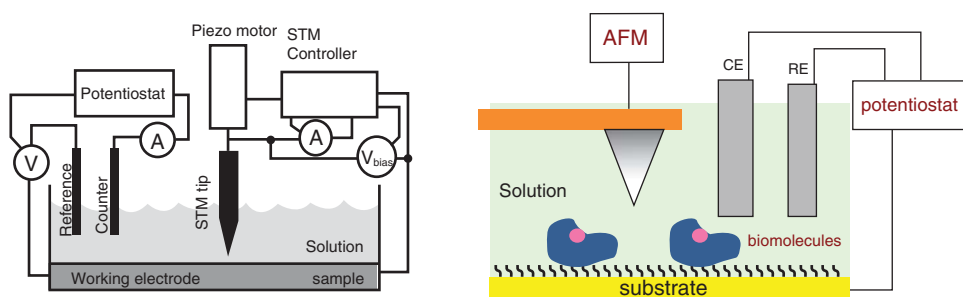 Piezo motor
STM
Controller
Potentiostat
A
A
V
Vbias
Reference
Counter
STM tip
Solution
Working electrode
sample
AFM
CE
RE
potentiostat
Solution
biomolecules
substrate